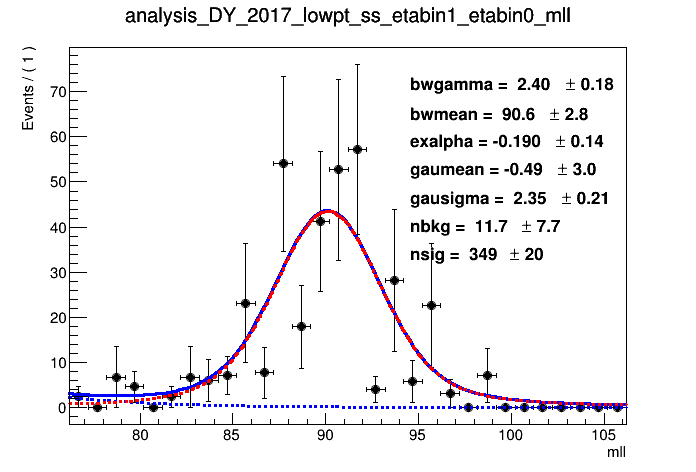 analysis_DY_2017_lowpt_ss_etabin1_etabin0_mll
Events / ( 1 )
bwgamma = 2.40 ± 0.18
bwmean = 90.6 ± 2.8
exalpha = -0.190 ± 0.14
gaumean = -0.49 ± 3.0
gausigma = 2.35 ± 0.21
nbkg = 11.7 ± 7.7
nsig = 349 ± 20
70
60
50
40
30
20
10
0
80 85 90 95 100 105
mll